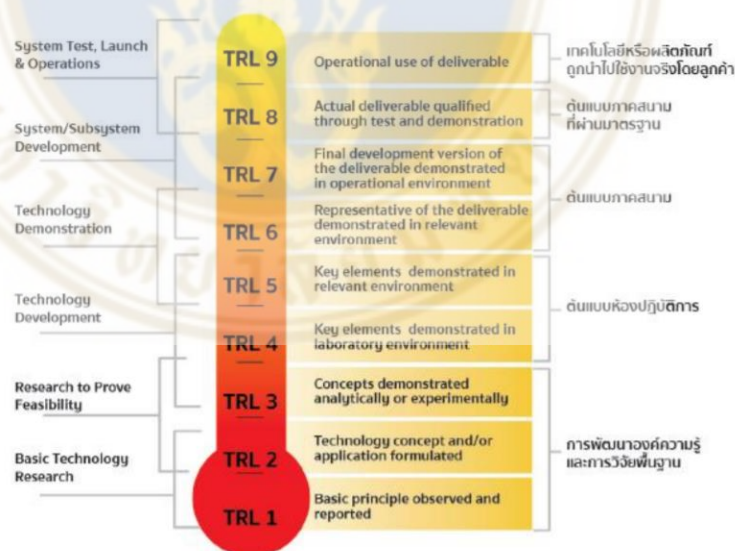 System Test, Launch
& Operations
System/Subsystem
Development
Technology
Demonstration
Technology
Development
Research to Prove
Feasibility
Basic Technology
Research
TRL 9
TRL 8
TRL 7
TRL 6
TRL 5
TRL 4
TRL 3
TRL 2
TRL 1
Operational use of deliverable
Actual deliverable qualified
through test and demonstration
Final development version of
the deliverable demonstrated
in operational environment
Representative of the deliverable
demonstrated in relevant
environment
Key elements demonstrated in
relevant environment
Key elements demonstrated in
laboratory environment
Concepts demonstrated
analytically or experimentally
Technology concept and/or
application formulated
Basic principle observed and
reported
เทคโนโลยีหรือผลิตภัณฑ์
ถูกนำไปใช้งานจริงโดยลูกค้า
ต้นแบบภาคสนาม
ที่ผ่านมาตรฐาน
ต้นแบบภาคสนาม
ต้นแบบห้องปฏิบัติการ
การพัฒนาองค์ความรู้
และการวิจัยพื้นฐาน